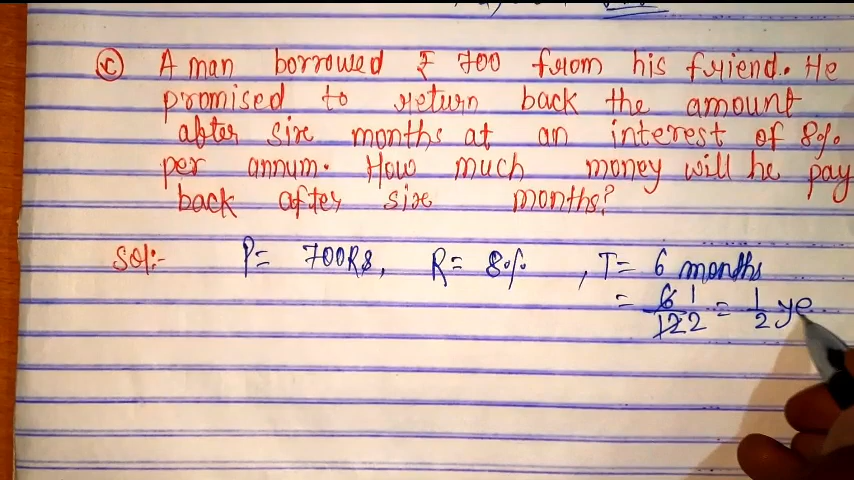 (c) A man borrowed ₹ 700 from his friend. He
promised to return back the amount
after six months at an interest of 8%
per annum. How much money will he pay
back after six months?
Sol:- P= 700RS, R= 8% , T= 6 months
= 6 1 / 12 2 = 1/2 ye